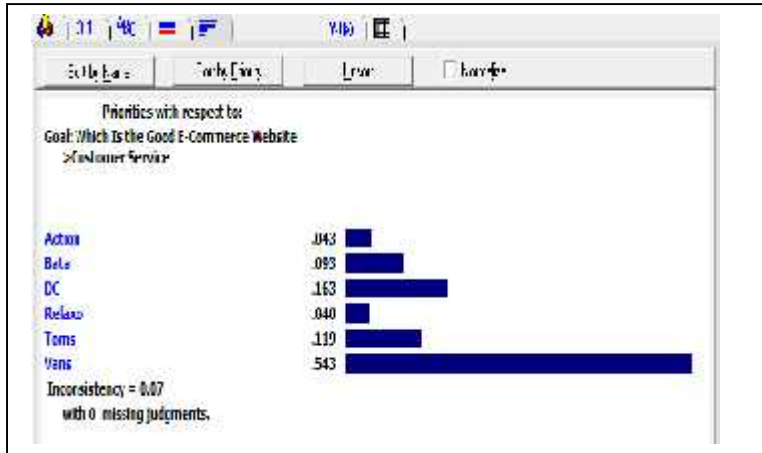 Priorities with respect to:
Goal: Which Is the Good E-Commerce Website
>Customer Service
Action .043
Bata .093
DC .163
Relaxo .040
Toms .119
Vans .543
Inconsistency = 0.07
with 0 missing judgments.